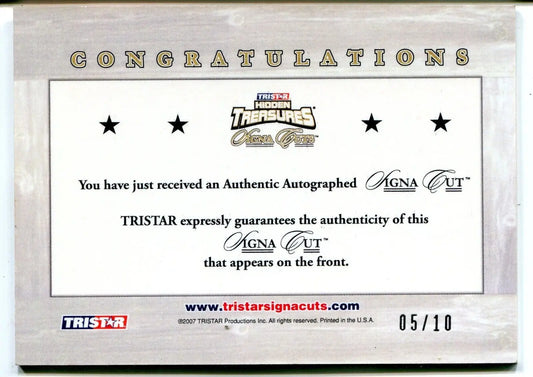 CONGRATULATIONS
TRISTAR
HIDDEN
TREASURES
Signa Cuts™
You have just received an Authentic Autographed SIGNA CUT™
TRISTAR expressly guarantees the authenticity of this
SIGNA CUT™
that appears on the front.
www.tristarsignacuts.com
TRISTAR
©2007 TRISTAR Productions Inc. All rights reserved. Printed in the U.S.A.
05/10